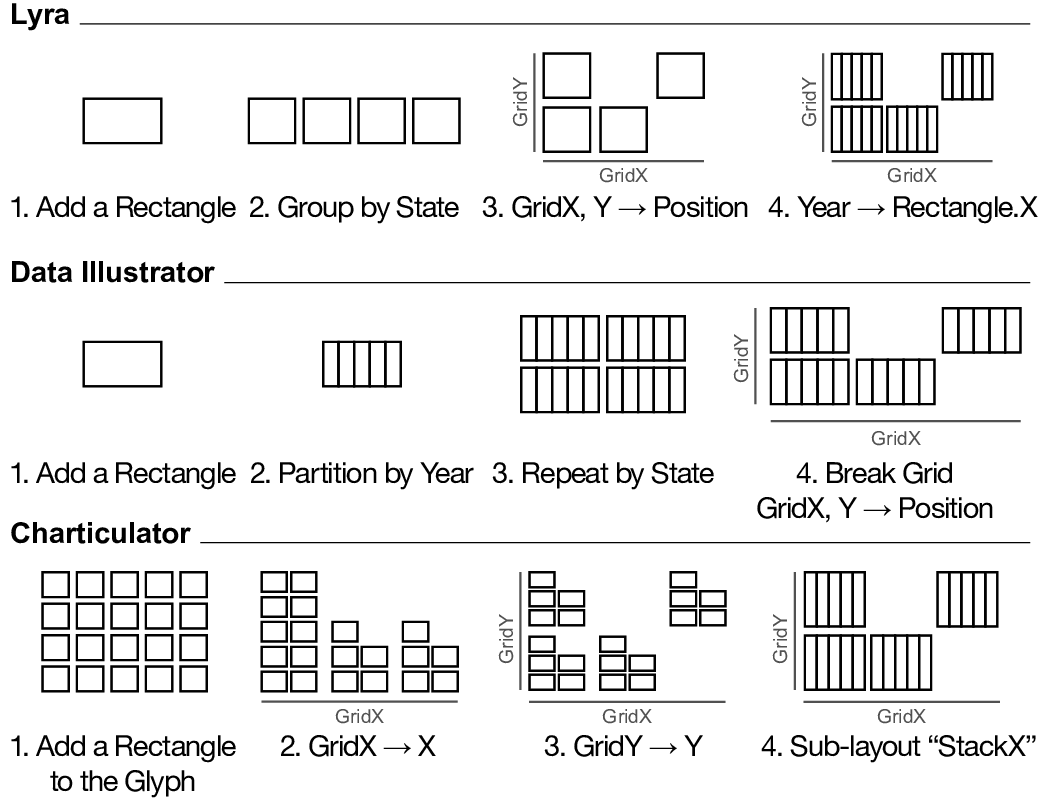 Lyra
GridY
GridX
GridY
GridX
1. Add a Rectangle 2. Group by State 3. GridX, Y → Position 4. Year → Rectangle.X
Data Illustrator
GridY
GridX
1. Add a Rectangle 2. Partition by Year 3. Repeat by State 4. Break Grid
GridX, Y → Position
Charticulator
GridX
GridY
GridX
GridY
GridX
1. Add a Rectangle 2. GridX → X 3. GridY → Y 4. Sub-layout “StackX”
to the Glyph